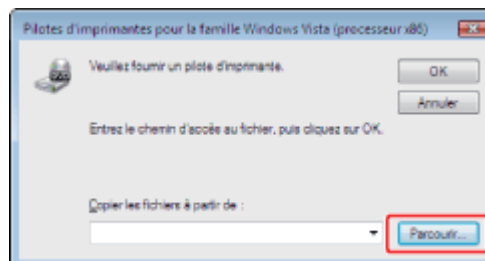 Pilotes d'imprimantes pour la famille Windows Vista (processeur x86)
Veuillez fournir un pilote d'imprimante.
OK
Annuler
Entrez le chemin d'accès au fichier, puis cliquez sur OK.
Copier les fichiers à partir de :
Parcourir...